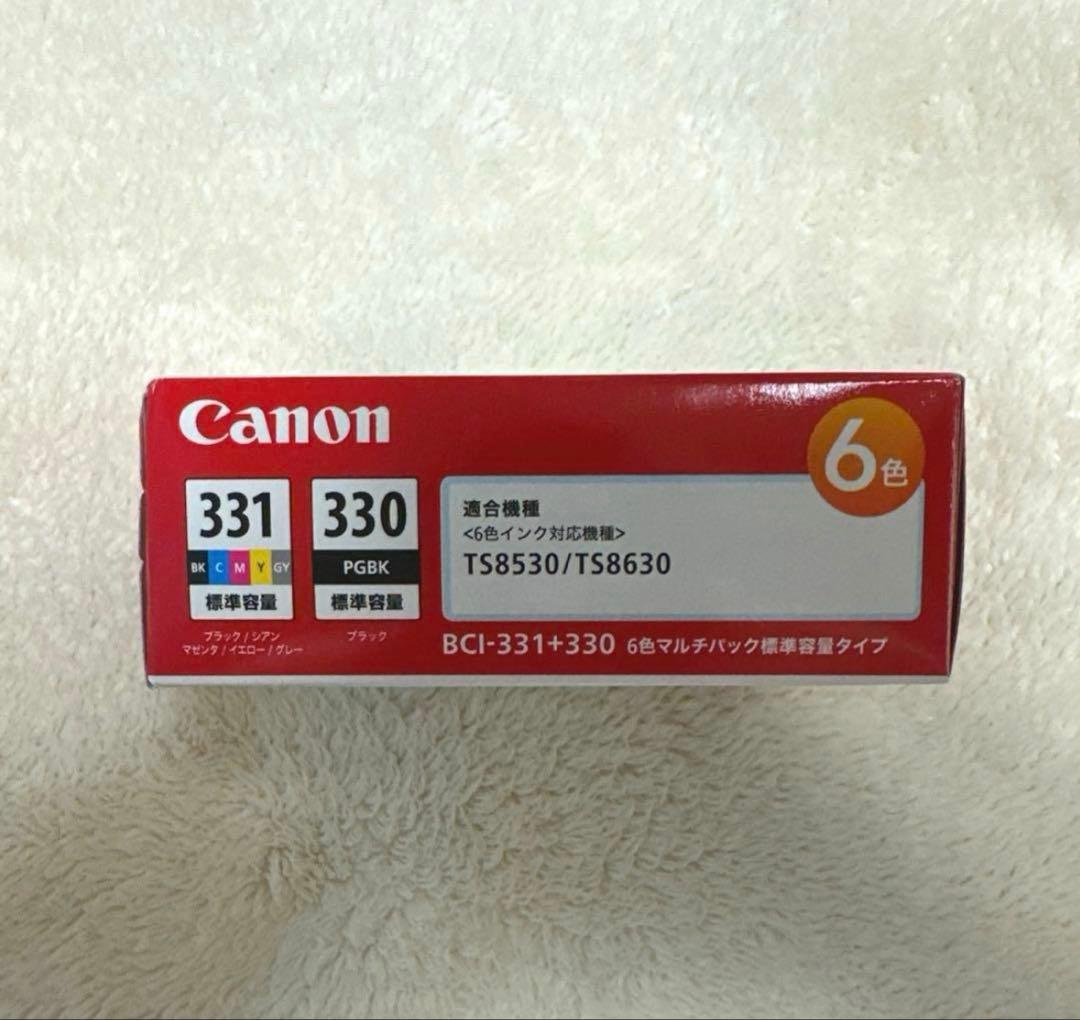 Canon
6色
331
BK C M Y GY
標準容量
ブラック / シアン
マゼンタ / イエロー / グレー
330
PGBK
標準容量
ブラック
適合機種
<6色インク対応機種>
TS8530/TS8630
BCI-331+330 6色マルチパック標準容量タイプ